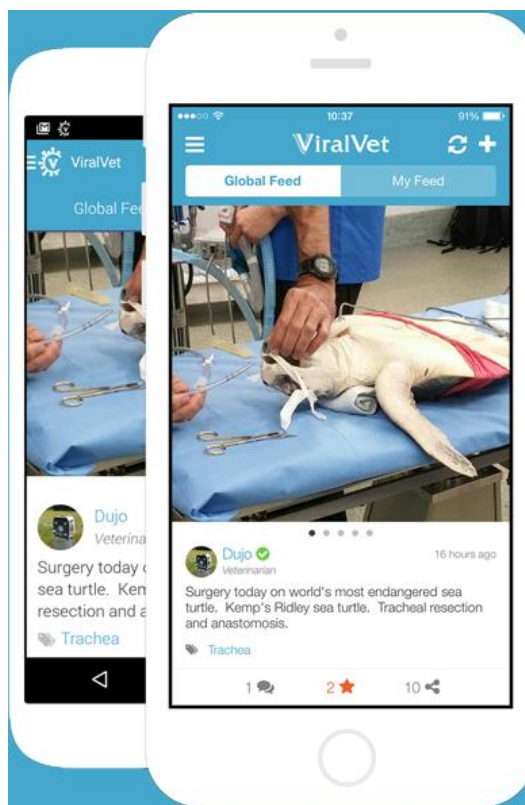 ViralVet
Global Fee
Dujo
Veterina
Surgery today
sea turtle. Kem
resection and a
Trachea
10:37
91%
ViralVet
Global Feed
My Feed
Dujo
16 hours ago
Veterinarian
Surgery today on world's most endangered sea
turtle. Kemp's Ridley sea turtle. Tracheal resection
and anastomosis.
Trachea
1
2
10